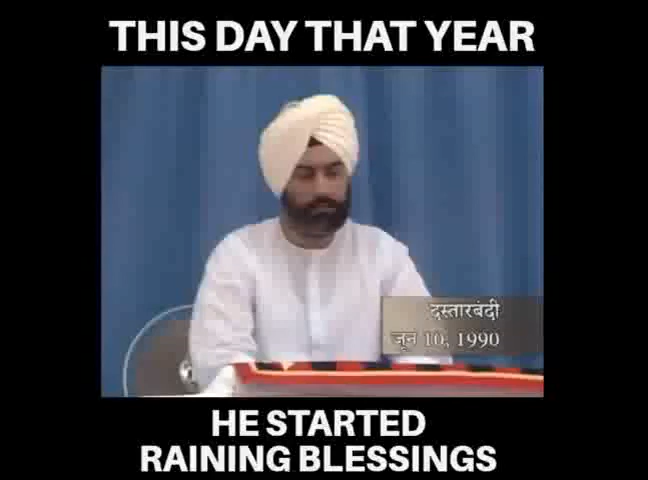 THIS DAY THAT YEAR
दस्तारबंदी
जून 10, 1990
HE STARTED
RAINING BLESSINGS